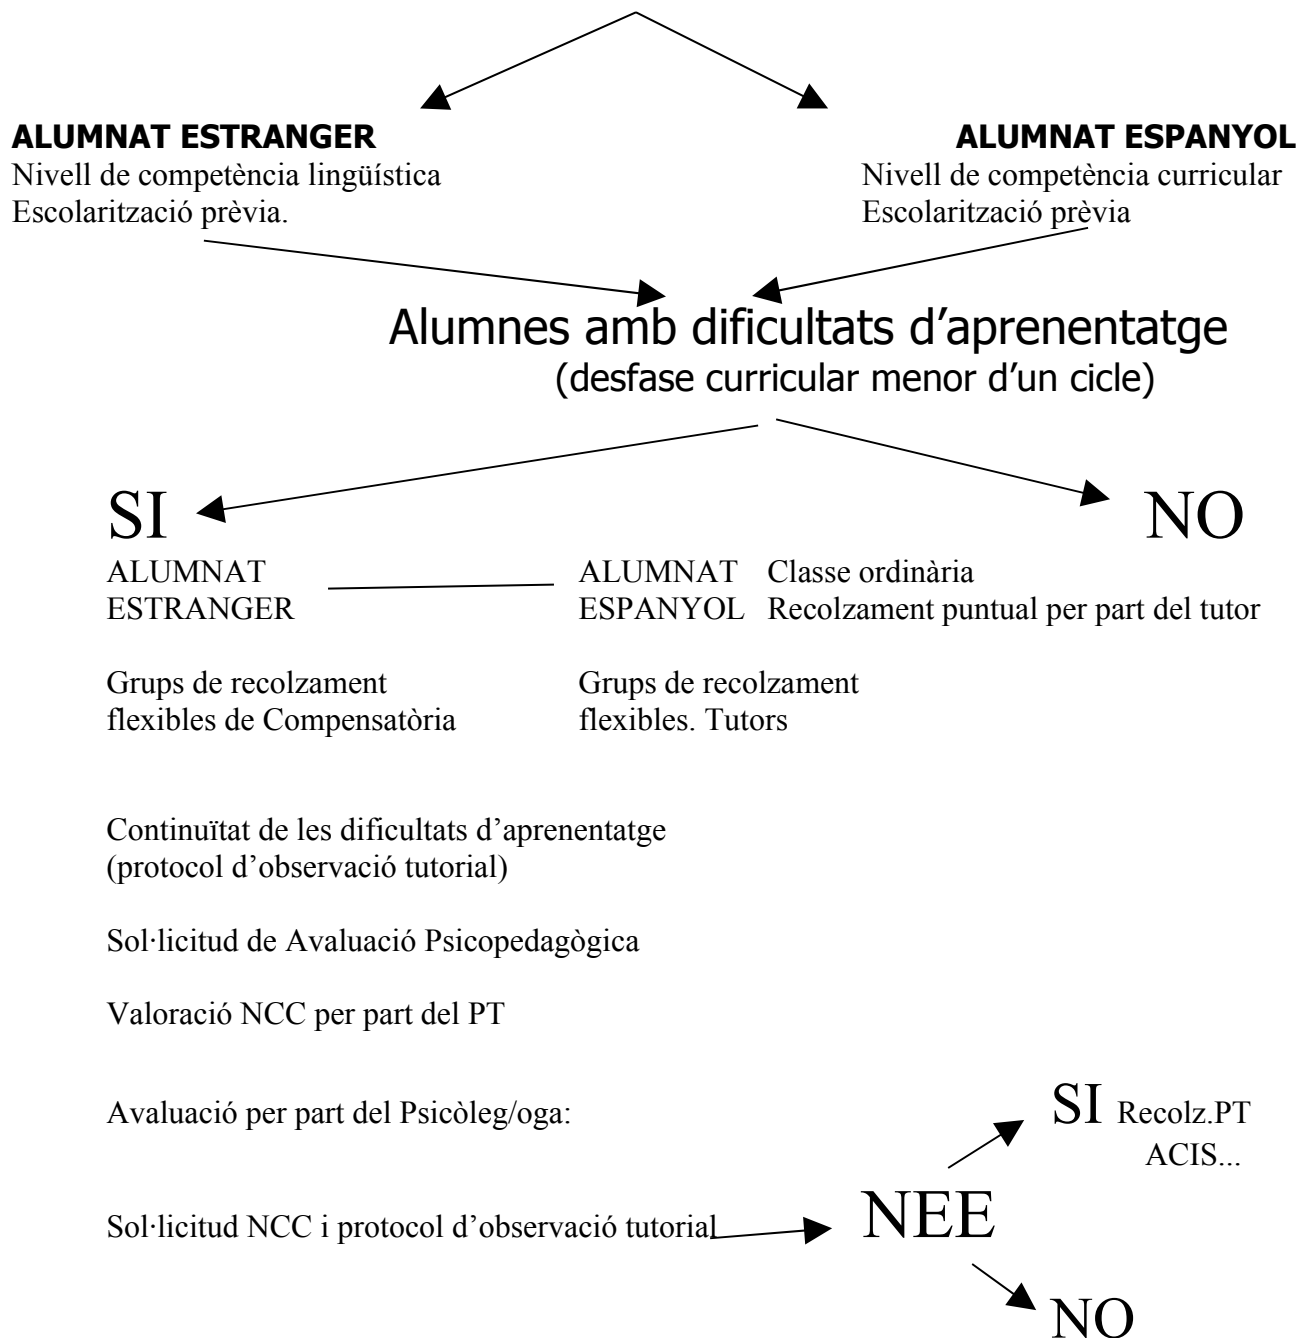 ALUMNAT ESTRANGER
Nivell de competència lingüística
Escolarització prèvia.
ALUMNAT ESPANYOL
Nivell de competència curricular
Escolarització prèvia
Alumnes amb dificultats d’aprenentatge
(desfase curricular menor d’un cicle)
SI
NO
ALUMNAT
ESTRANGER
ALUMNAT
ESPANYOL
Classe ordinària
Recolzament puntual per part del tutor
Grups de recolzament
flexibles de Compensatòria
Grups de recolzament
flexibles. Tutors
Continuïtat de les dificultats d’aprenentatge
(protocol d’observació tutorial)
Sol·licitud de Avaluació Psicopedagògica
Valoració NCC per part del PT
Avaluació per part del Psicòleg/oga:
SI Recolz.PT
ACIS...
Sol·licitud NCC i protocol d’observació tutorial
NEE
NO